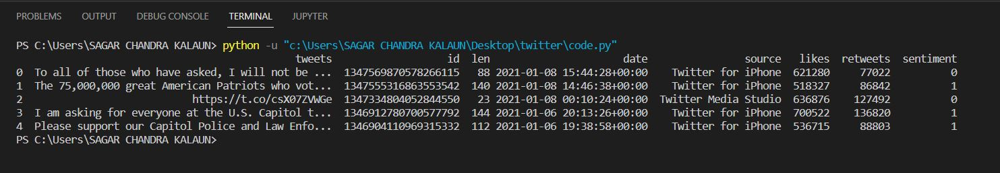 PROBLEMS OUTPUT DEBUG CONSOLE TERMINAL JUPYTER
PS C:\Users\SAGAR CHANDRA KALAUN> python -u "c:\Users\SAGAR CHANDRA KALAUN\Desktop\twitter\code.py"
tweets id len date source likes retweets sentiment
0 To all of those who have asked, I will not be ... 1347569870578266115 88 2021-01-08 15:44:28+00:00 Twitter for iPhone 621280 77022 0
1 The 75,000,000 great American Patriots who vot... 1347555316863553542 140 2021-01-08 14:46:38+00:00 Twitter for iPhone 518327 86842 1
2 https://t.co/csX07ZVWGe 1347334804052844550 23 2021-01-08 00:10:24+00:00 Twitter Media Studio 636876 127492 0
3 I am asking for everyone at the U.S. Capitol t... 1346912780700577792 144 2021-01-06 20:13:26+00:00 Twitter for iPhone 700522 136820 1
4 Please support our Capitol Police and Law Enfo... 1346904110969315332 112 2021-01-06 19:38:58+00:00 Twitter for iPhone 536715 88803 1
PS C:\Users\SAGAR CHANDRA KALAUN>